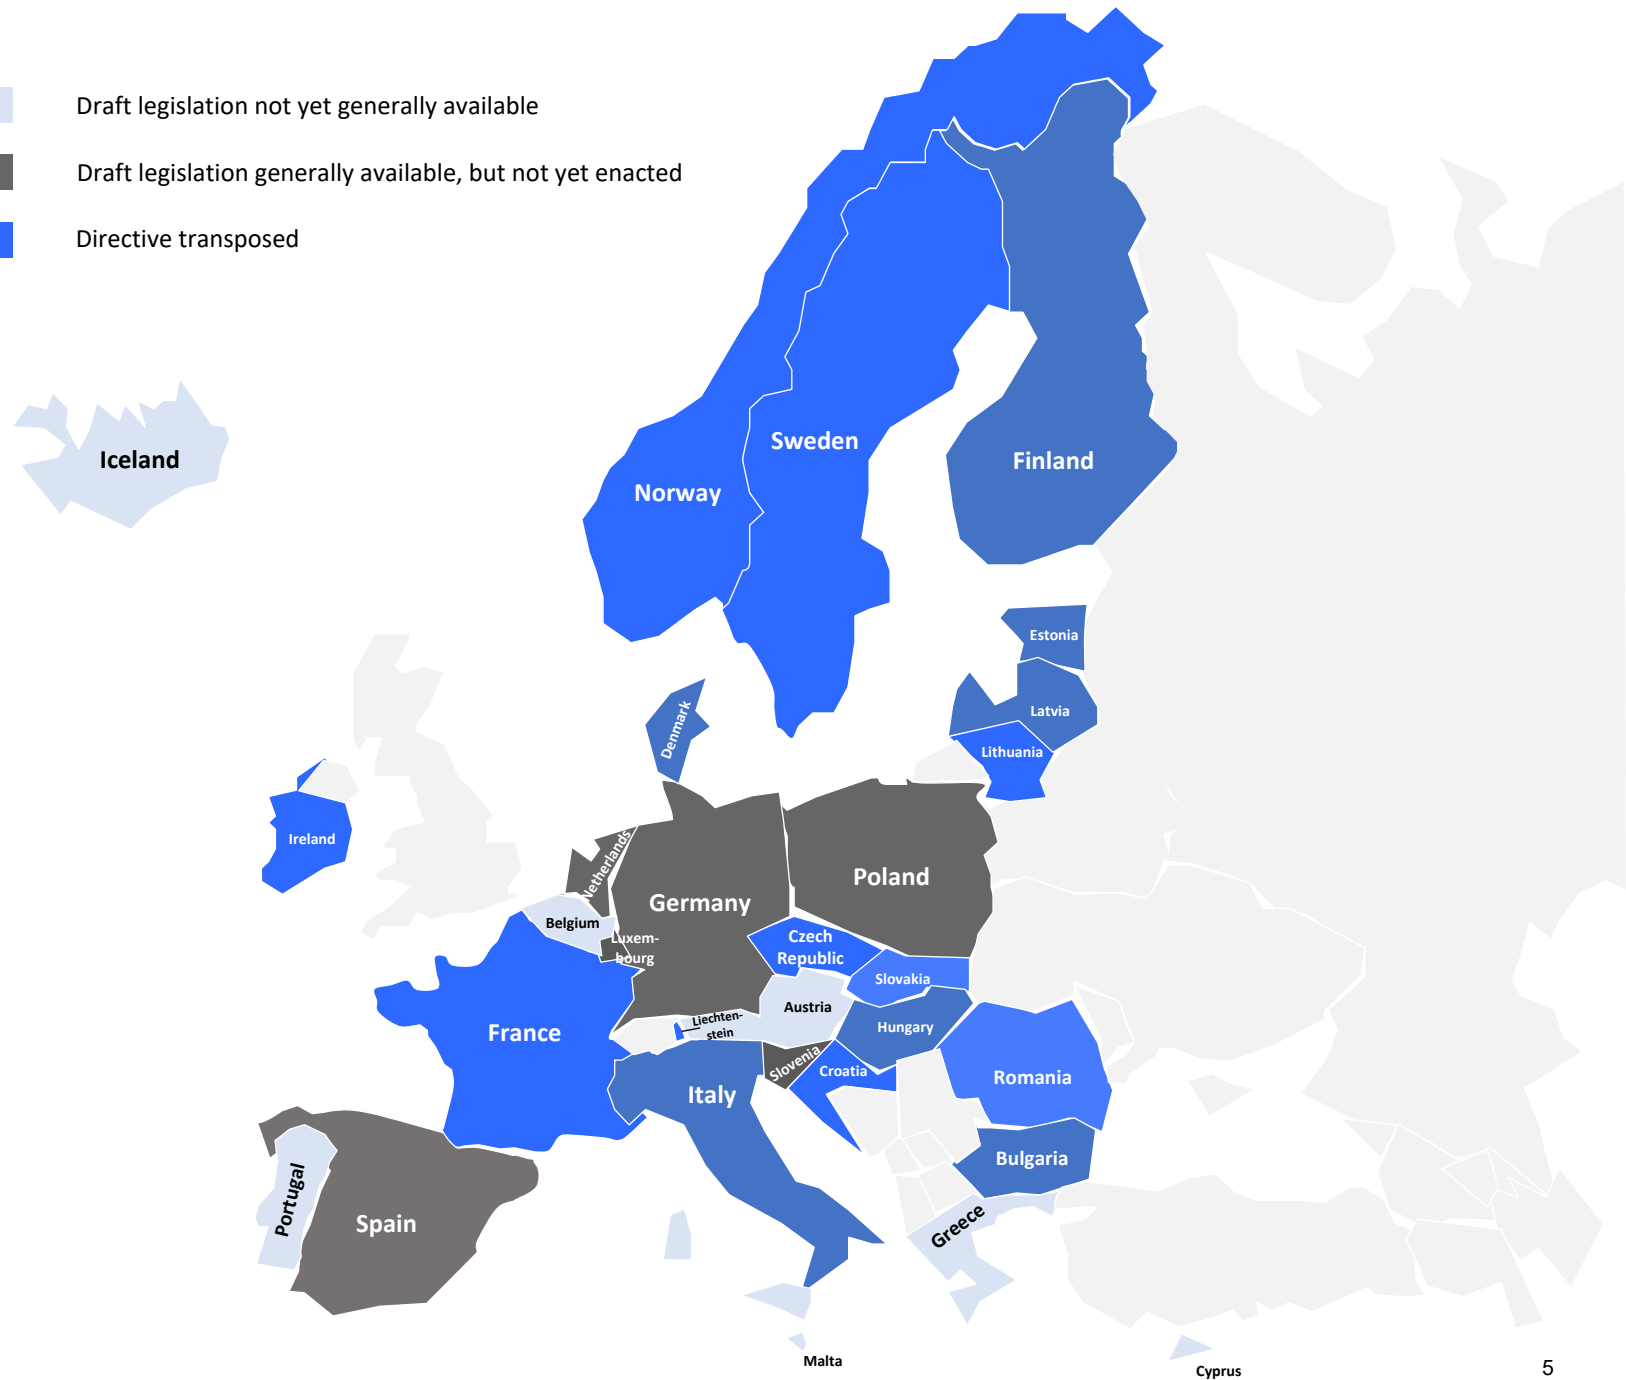 Draft legislation not yet generally available
Draft legislation generally available, but not yet enacted
Directive transposed
Iceland
Sweden
Finland
Norway
Estonia
Latvia
Denmark
Lithuania
Ireland
Netherlands
Poland
Germany
Belgium
Czech
Republic
Luxem-
bourg
Slovakia
Austria
Liechten-
stein
Hungary
France
Slovenia
Croatia
Romania
Italy
Bulgaria
Portugal
Spain
Greece
Malta
Cyprus
5